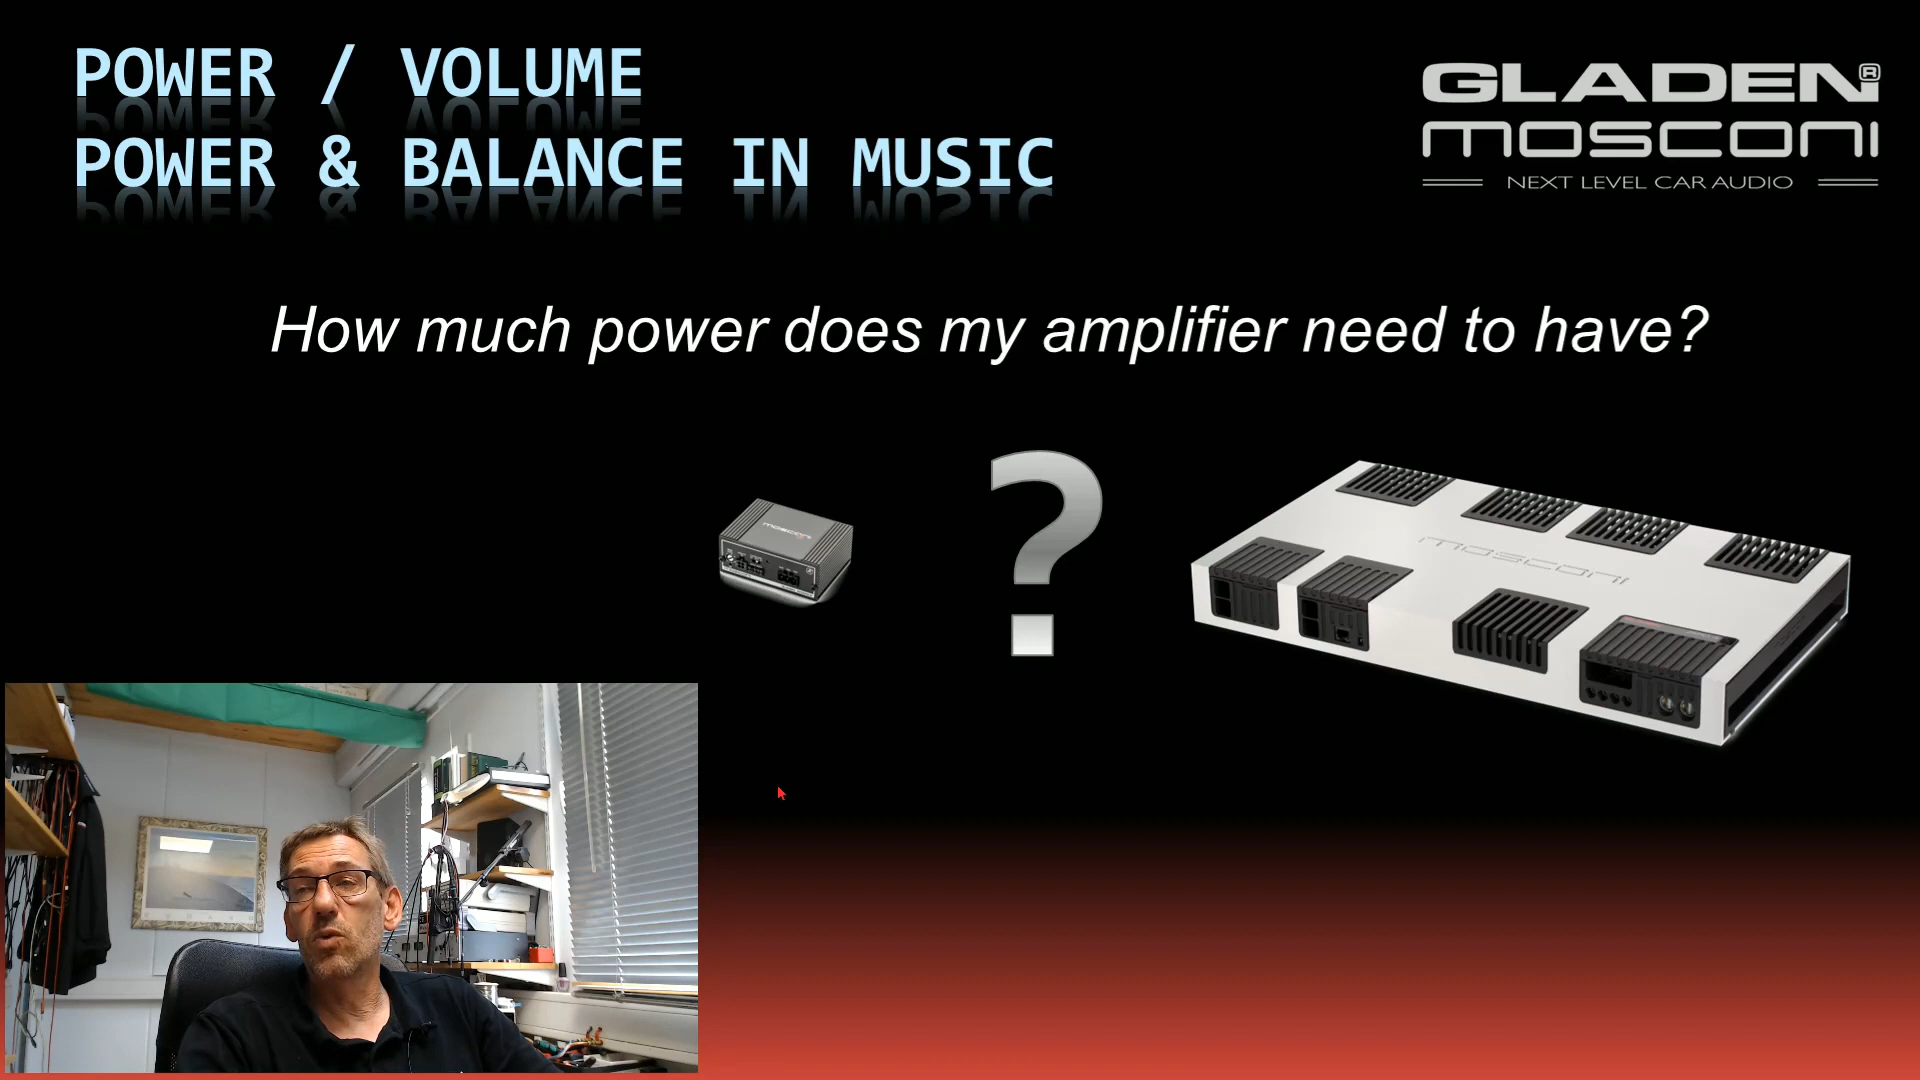 POWER / VOLUME
POWER & BALANCE IN MUSIC
GLADEN®
MOSCONI
NEXT LEVEL CAR AUDIO
How much power does my amplifier need to have?
?
MOSCONI
MOSCONI